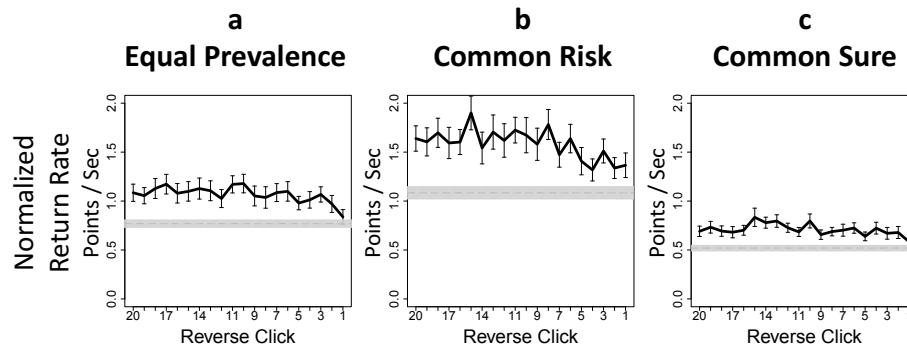 a
Equal Prevalence
b
Common Risk
c
Common Sure
Normalized
Return Rate
Points / Sec
2.0
1.5
1.0
0.5
0.0
20 17 14 11 9 7 5 3 1
Reverse Click
Points / Sec
2.0
1.5
1.0
0.5
0.0
20 17 14 11 9 7 5 3 1
Reverse Click
Points / Sec
2.0
1.5
1.0
0.5
0.0
20 17 14 11 9 7 5 3 1
Reverse Click